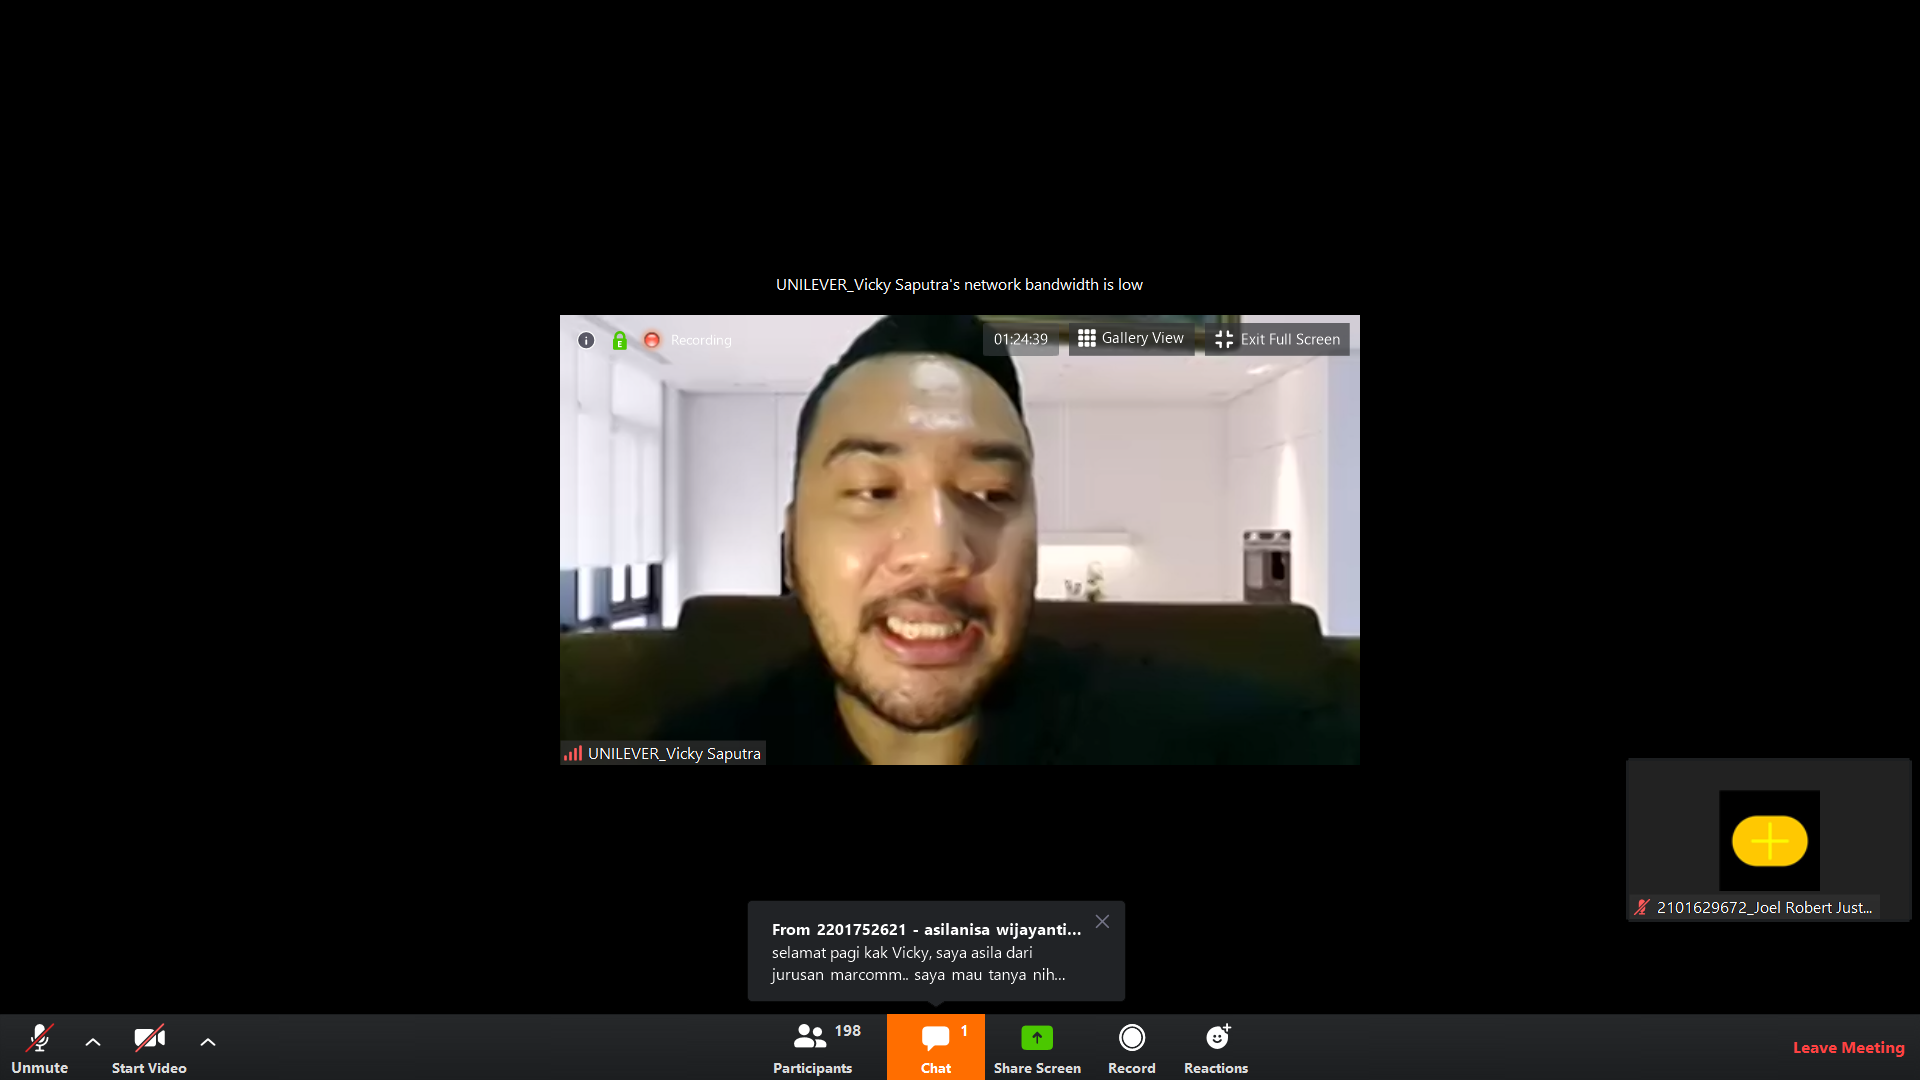 UNILEVER_Vicky Saputra's network bandwidth is low
Recording
01:24:39
Gallery View
Exit Full Screen
UNILEVER_Vicky Saputra
2101629672_Joel Robert Just...
From 2201752621 - asilanisa wijayanti...
selamat pagi kak Vicky, saya asila dari
jurusan marcomm.. saya mau tanya nih...
Unmute
Start Video
198
Participants
1
Chat
Share Screen
Record
Reactions
Leave Meeting